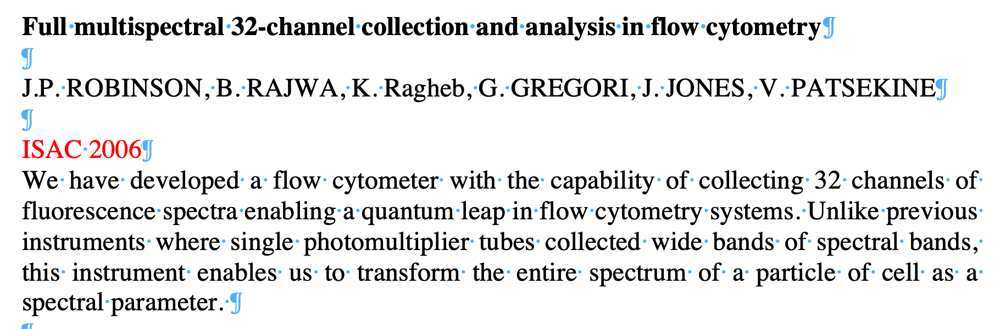 Full multispectral 32-channel collection and analysis in flow cytometry
J.P. ROBINSON, B. RAJWA, K. Ragheb, G. GREGORI, J. JONES, V. PATSEKINE
ISAC 2006
We have developed a flow cytometer with the capability of collecting 32 channels of
fluorescence spectra enabling a quantum leap in flow cytometry systems. Unlike previous
instruments where single photomultiplier tubes collected wide bands of spectral bands,
this instrument enables us to transform the entire spectrum of a particle of cell as a
spectral parameter.